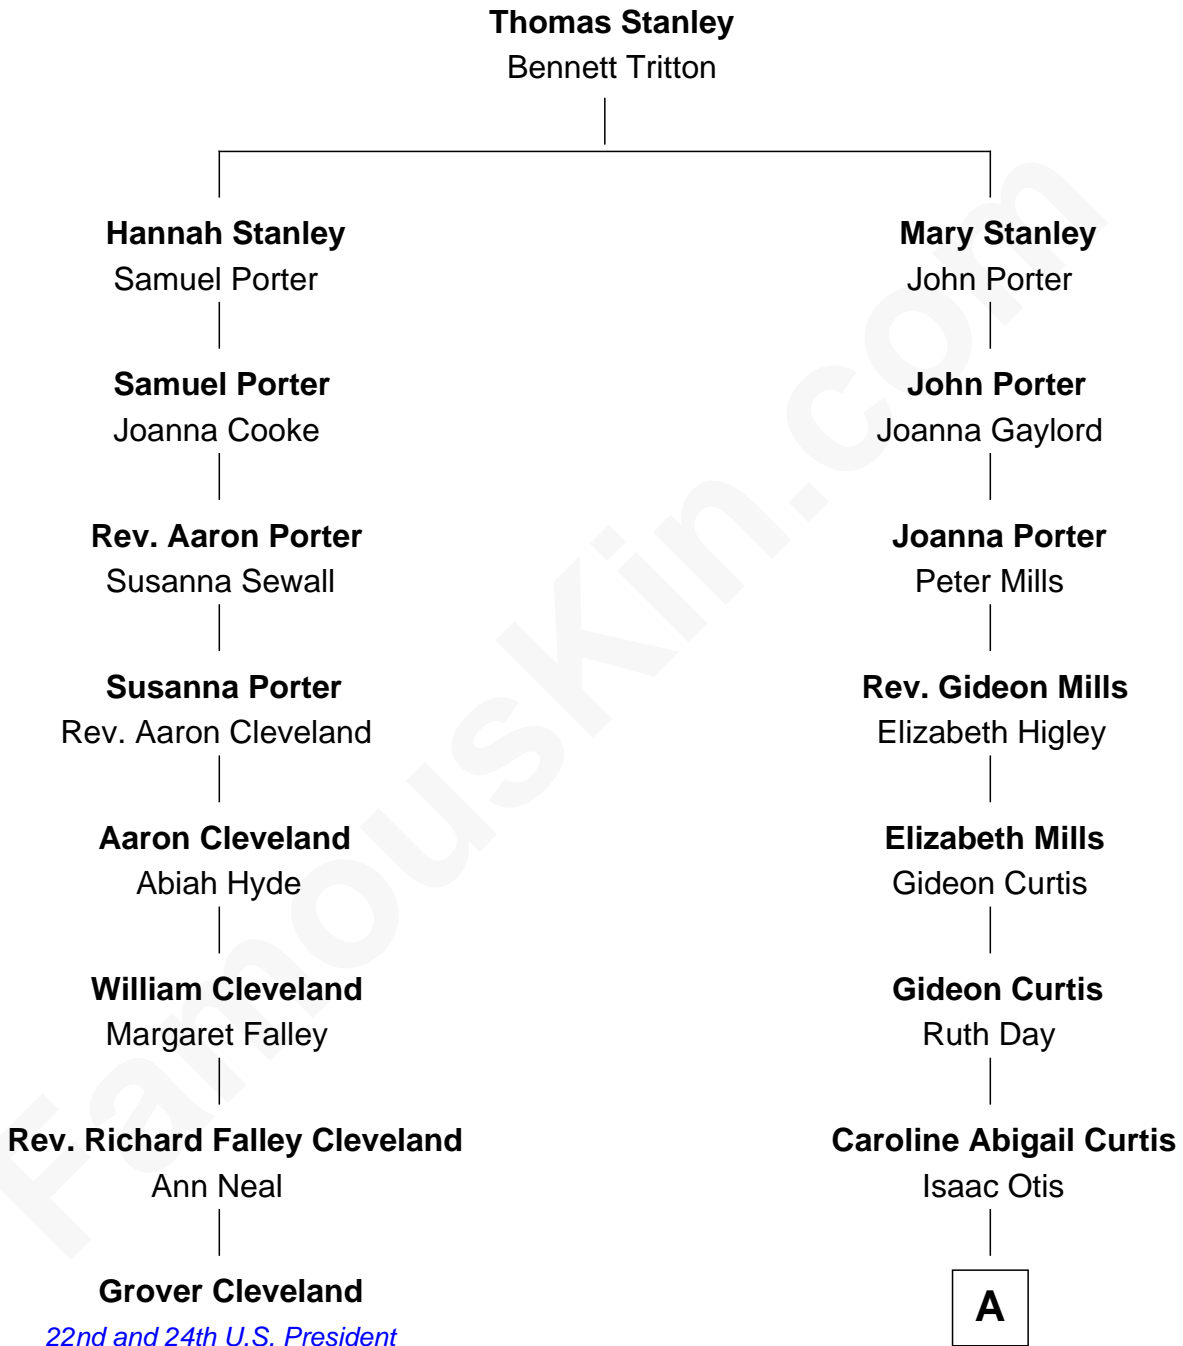 Thomas Stanley
Bennett Tritton
Hannah Stanley
Samuel Porter
Mary Stanley
John Porter
Samuel Porter
Joanna Cooke
John Porter
Joanna Gaylord
Rev. Aaron Porter
Susanna Sewall
Joanna Porter
Peter Mills
Susanna Porter
Rev. Aaron Cleveland
Rev. Gideon Mills
Elizabeth Higley
Aaron Cleveland
Abiah Hyde
Elizabeth Mills
Gideon Curtis
William Cleveland
Margaret Falley
Gideon Curtis
Ruth Day
Rev. Richard Falley Cleveland
Ann Neal
Caroline Abigail Curtis
Isaac Otis
Grover Cleveland
22nd and 24th U.S. President
A
FamousKin.com